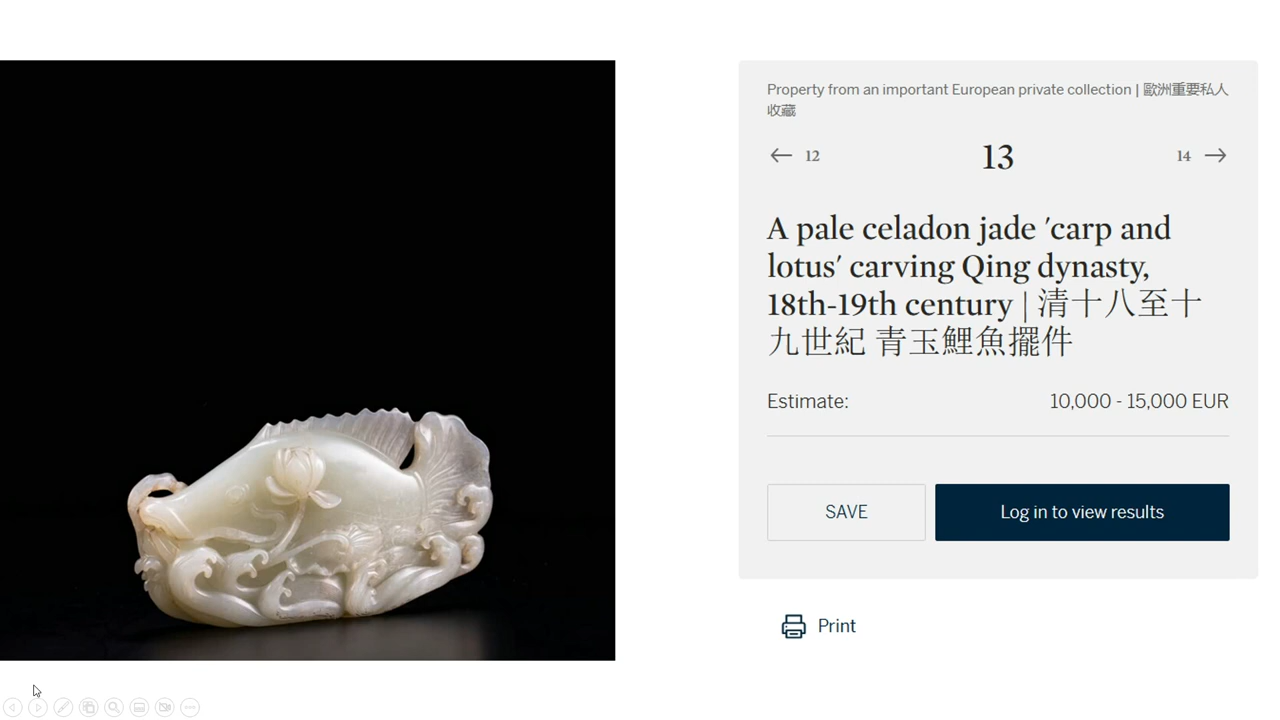 Property from an important European private collection | 歐洲重要私人
收藏
12
13
14
A pale celadon jade 'carp and
lotus' carving Qing dynasty,
18th-19th century | 清十八至十
九世紀 青玉鯉魚擺件
Estimate:
10,000 - 15,000 EUR
SAVE
Log in to view results
Print